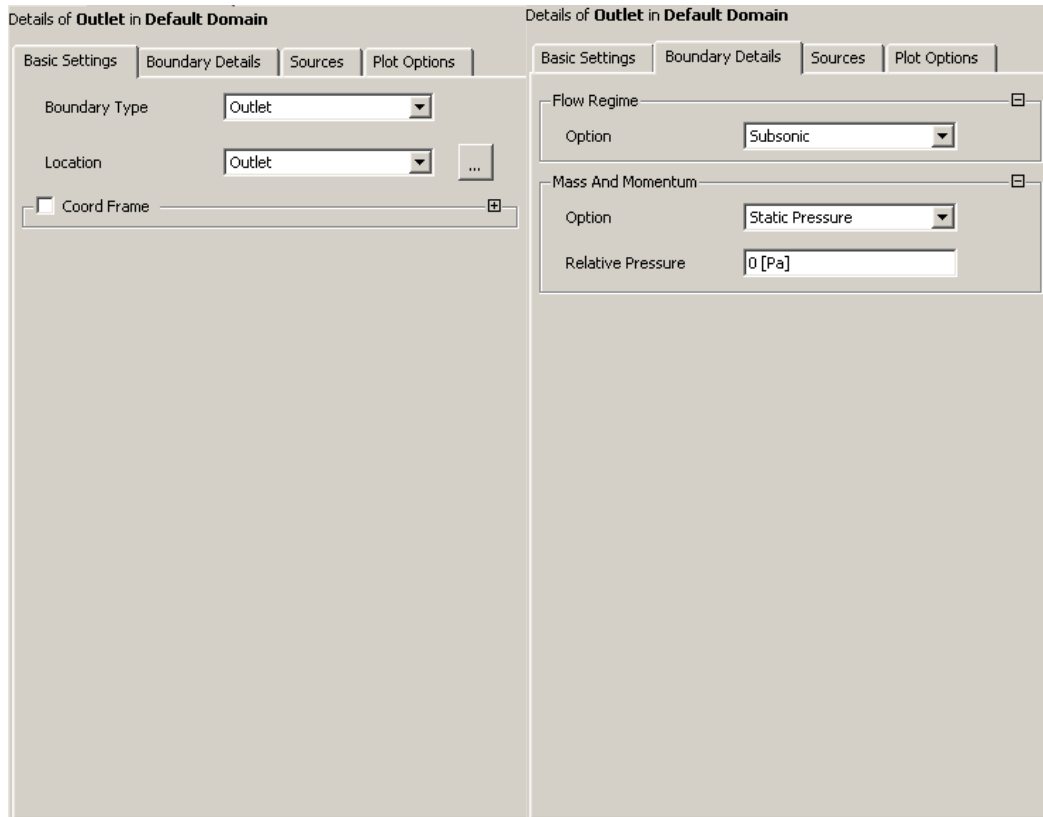 Details of Outlet in Default Domain
Basic Settings Boundary Details Sources Plot Options
Boundary Type Outlet
Location Outlet ...
Coord Frame
Details of Outlet in Default Domain
Basic Settings Boundary Details Sources Plot Options
Flow Regime
Option Subsonic
Mass And Momentum
Option Static Pressure
Relative Pressure 0 [Pa]